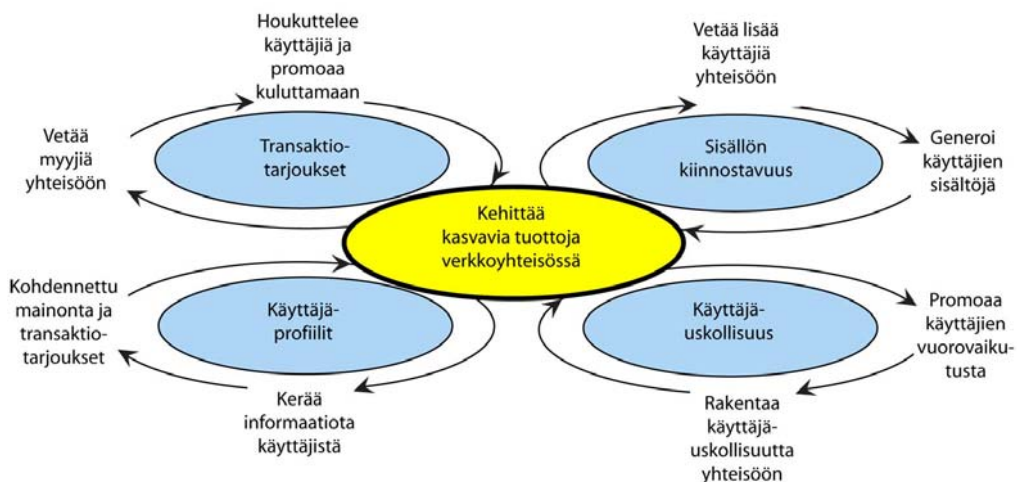 Houkuttelee
käyttäjiä ja
promoaa
kuluttamaan
Vetää lisää
käyttäjiä
yhteisöön
Vetää
myyjiä
yhteisöön
Transaktio-
tarjoukset
Sisällön
kiinnostavuus
Generoi
käyttäjien
sisältöjä
Kehittää
kasvavia tuottoja
verkkoyhteisössä
Kohdennettu
mainonta ja
transaktio-
tarjoukset
Käyttäjä-
profiilit
Käyttäjä-
uskollisuus
Promoaa
käyttäjien
vuorovaiku-
tusta
Kerää
informaatiota
käyttäjistä
Rakentaa
käyttäjä-
uskollisuutta
yhteisöön